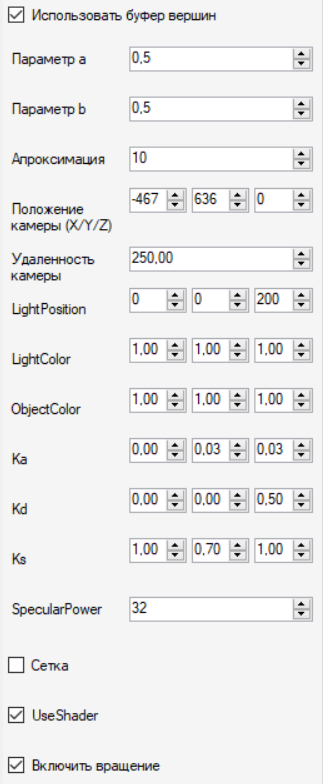 Использовать буфер вершин
Параметр a 0,5
Параметр b 0,5
Апроксимация 10
Положение камеры (X/Y/Z) -467 636 0
Удаленность камеры 250,00
LightPosition 0 0 200
LightColor 1,00 1,00 1,00
ObjectColor 1,00 1,00 1,00
Ka 0,00 0,03 0,03
Kd 0,00 0,00 0,50
Ks 1,00 0,70 1,00
SpecularPower 32
Сетка
UseShader
Включить вращение